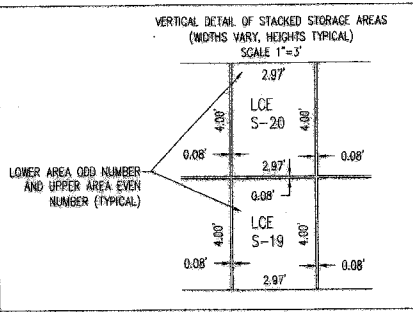 VERTICAL DETAIL OF STACKED STORAGE AREAS
(WIDTHS VARY, HEIGHTS TYPICAL)
SCALE 1"=3'
2.97'
4.00'
LCE
S-20
4.00'
0.08'
0.08'
2.97'
LOWER AREA ODD NUMBER
AND UPPER AREA EVEN
NUMBER (TYPICAL)
0.08'
4.00'
LCE
S-19
4.00'
0.08'
0.08'
2.97'